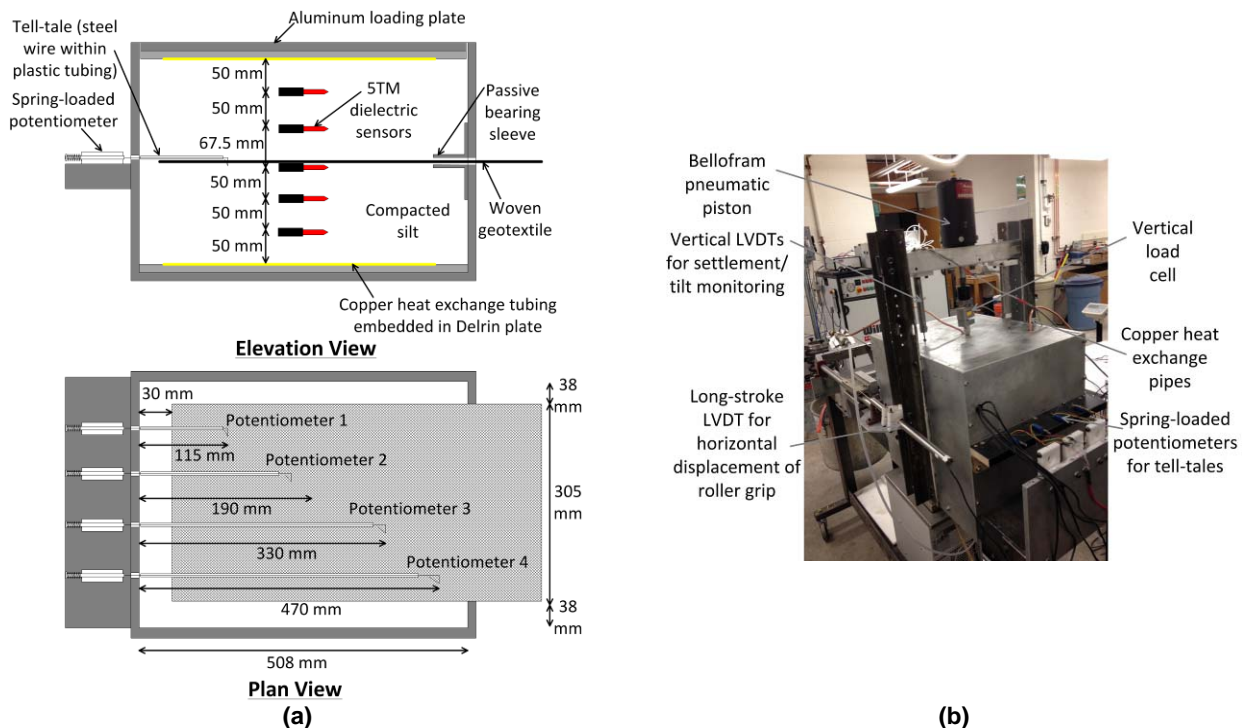 Aluminum loading plate
Tell-tale (steel
wire within
plastic tubing)
Spring-loaded
potentiometer
50 mm
50 mm
67.5 mm
50 mm
50 mm
50 mm
5TM
dielectric
sensors
Passive
bearing
sleeve
Compacted
silt
Woven
geotextile
Copper heat exchange tubing
embedded in Delrin plate
Elevation View
30 mm
38
mm
Potentiometer 1
115 mm
Potentiometer 2
190 mm
Potentiometer 3
330 mm
Potentiometer 4
470 mm
305
mm
38
mm
508 mm
Plan View
(a)
Bellofram
pneumatic
piston
Vertical LVDTs
for settlement/
tilt monitoring
Long-stroke
LVDT for
horizontal
displacement of
roller grip
Vertical
load
cell
Copper heat
exchange
pipes
Spring-loaded
potentiometers
for tell-tales
(b)